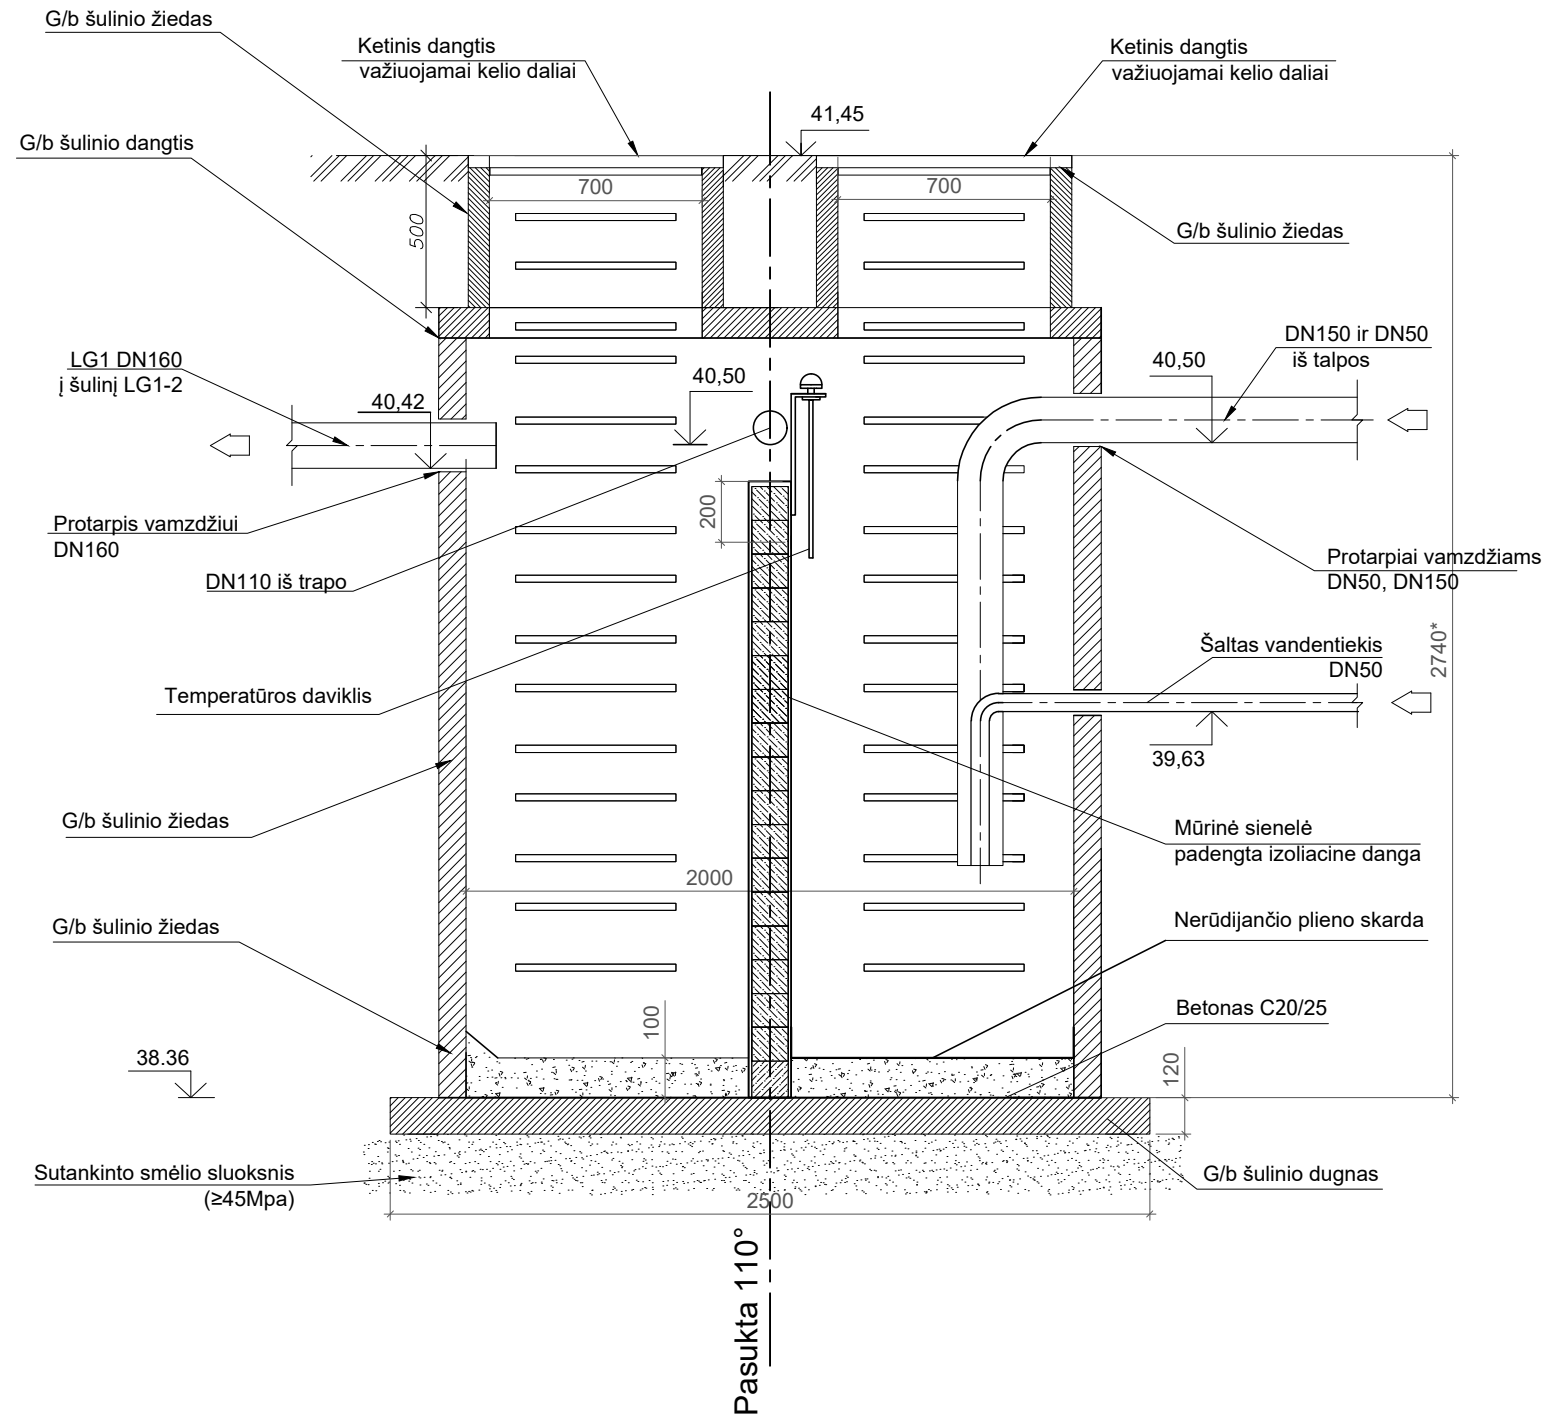 G/b šulinio žiedas
Ketinis dangtis
važiuojamai kelio daliai
Ketinis dangtis
važiuojamai kelio daliai
41,45
G/b šulinio dangtis
700
700
500
G/b šulinio žiedas
LG1 DN160
į šulinį LG1-2
40,42
40,50
40,50
DN150 ir DN50
iš talpos
200
Protarpis vamzdžiui
DN160
DN110 iš trapo
Protarpiai vamzdžiams
DN50, DN150
2740*
Šaltas vandentiekis
DN50
Temperatūros daviklis
39,63
G/b šulinio žiedas
Mūrinė sienelė
padengta izoliacine danga
2000
G/b šulinio žiedas
Nerūdijančio plieno skarda
100
Betonas C20/25
38.36
120
Sutankinto smėlio sluoksnis
(≥45Mpa)
G/b šulinio dugnas
2500
Pasukta 110°